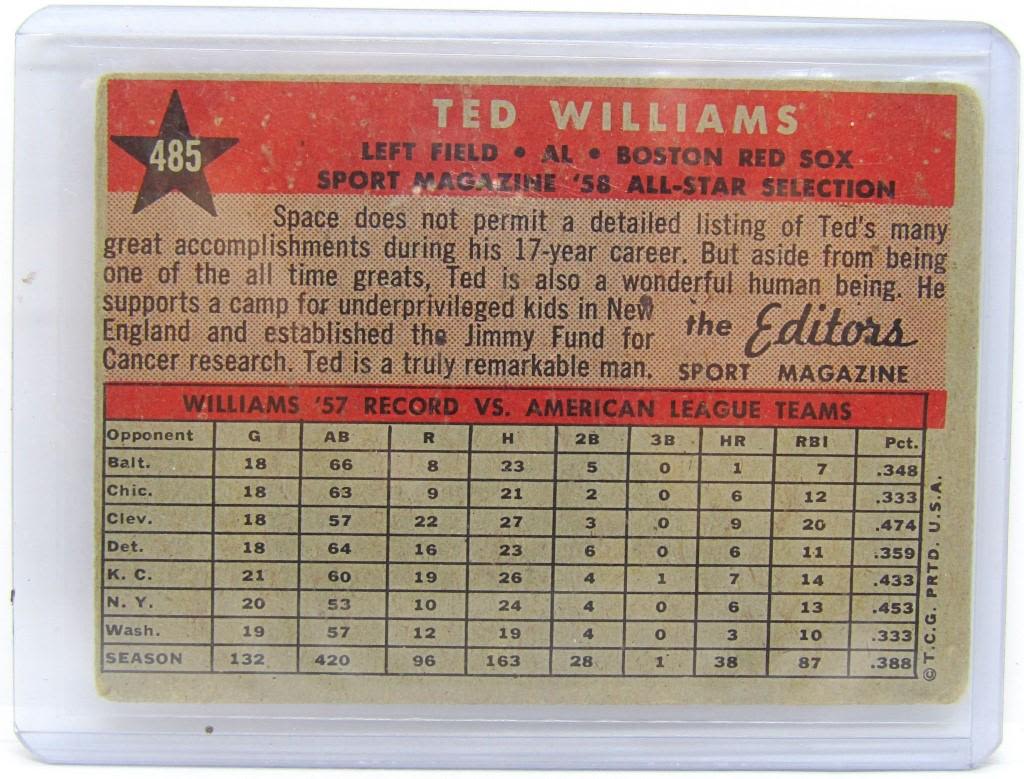 485
TED WILLIAMS
LEFT FIELD • AL • BOSTON RED SOX
SPORT MAGAZINE '58 ALL-STAR SELECTION
Space does not permit a detailed listing of Ted's many
great accomplishments during his 17-year career. But aside from being
one of the all time greats, Ted is also a wonderful human being. He
supports a camp for underprivileged kids in New
England and established the Jimmy Fund for
Cancer research. Ted is a truly remarkable man.
the Editors
SPORT MAGAZINE
WILLIAMS '57 RECORD VS. AMERICAN LEAGUE TEAMS
Opponent G AB R H 2B 3B HR RBI Pct.
Balt. 18 66 8 23 5 0 1 7 .348
Chic. 18 63 9 21 2 0 6 12 .333
Clev. 18 57 22 27 3 0 9 20 .474
Det. 18 64 16 23 6 0 6 11 .359
K. C. 21 60 19 26 4 1 7 14 .433
N. Y. 20 53 10 24 4 0 6 13 .453
Wash. 19 57 12 19 4 0 3 10 .333
SEASON 132 420 96 163 28 1 38 87 .388
©T.C.G. PRTD. U.S.A.